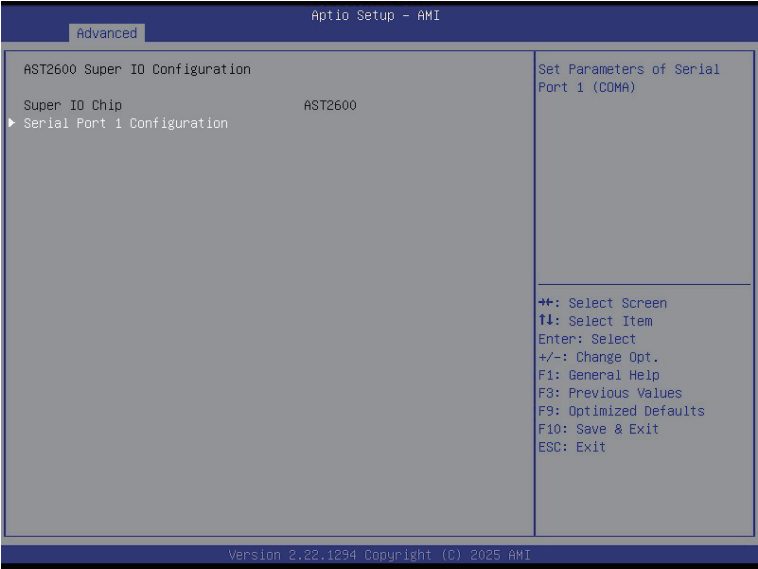 Aptio Setup – AMI
Advanced
AST2600 Super IO Configuration
Super IO Chip AST2600
Serial Port 1 Configuration
Set Parameters of Serial
Port 1 (COMA)
→←: Select Screen
↑↓: Select Item
Enter: Select
+/-: Change Opt.
F1: General Help
F3: Previous Values
F9: Optimized Defaults
F10: Save & Exit
ESC: Exit
Version 2.22.1294 Copyright (C) 2025 AMI